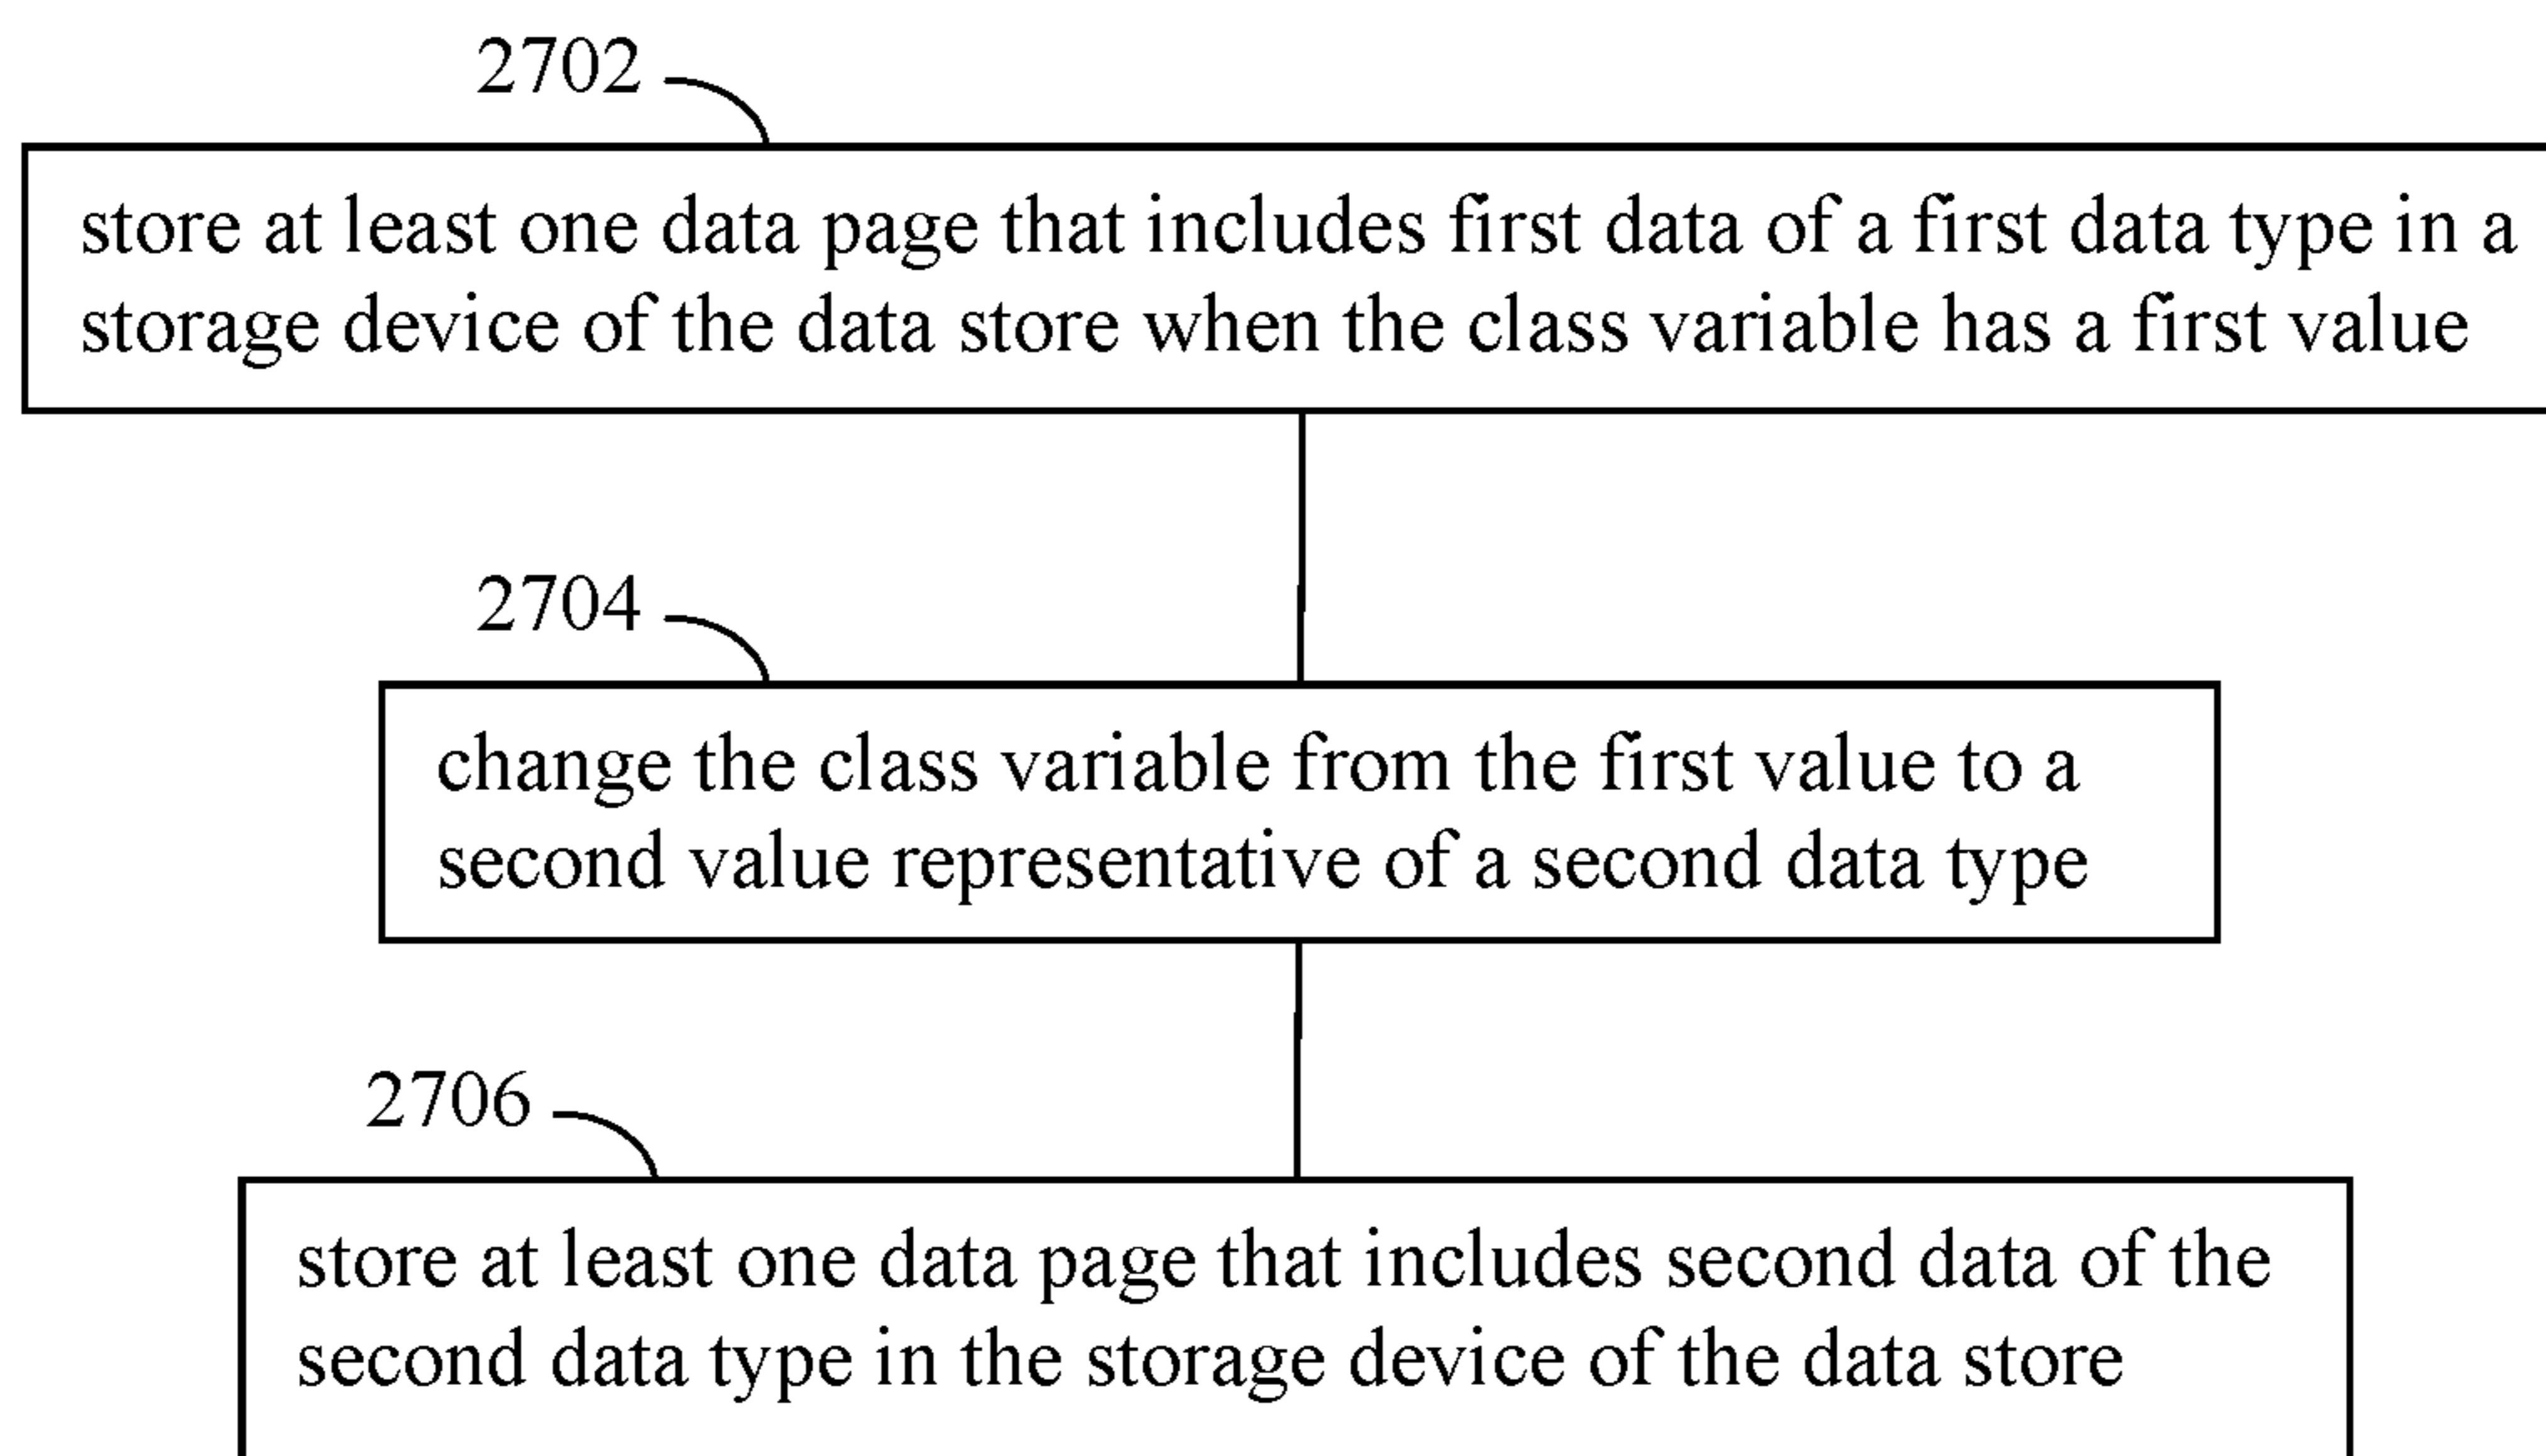 2702
store at least one data page that includes first data of a first data type in a
storage device of the data store when the class variable has a first value
2704
change the class variable from the first value to a
second value representative of a second data type
2706
store at least one data page that includes second data of the
second data type in the storage device of the data store